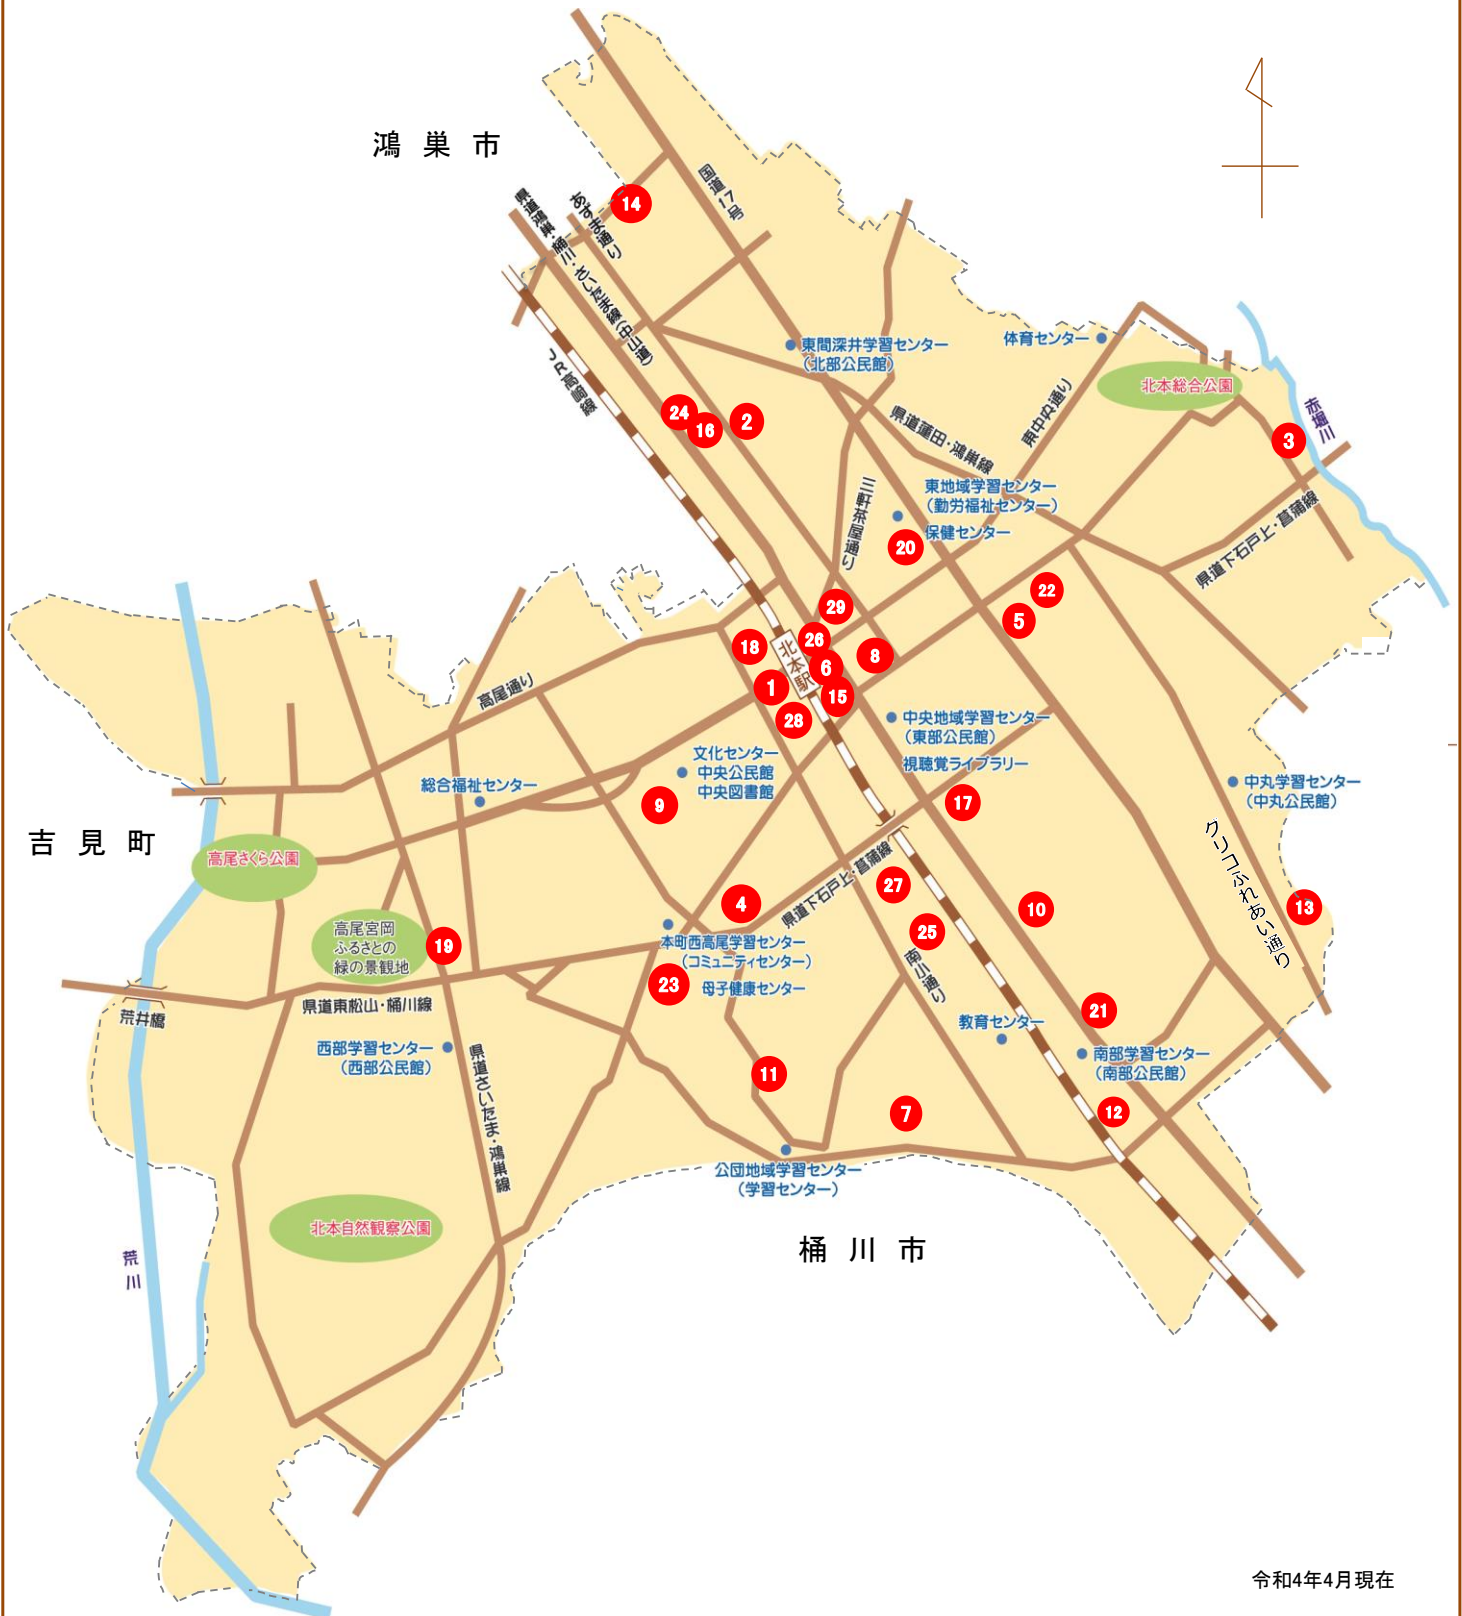 鴻巣市
国道17号
14
あずま通り
県道鴻巣・桶川・さいたま線（中山道）
JR高崎線
東間深井学習センター
（北部公民館）
体育センター
北本総合公園
赤堀川
東中央通り
3
24
16
2
県道蓮田・鴻巣線
三軒茶屋通り
東地域学習センター
（勤労福祉センター）
保健センター
20
県道下石戸上・菖蒲線
22
5
29
26
18
北本駅
6
8
1
15
28
高尾通り
中央地域学習センター
（東部公民館）
視聴覚ライブラリー
文化センター
中央公民館
中央図書館
総合福祉センター
9
17
中丸学習センター
（中丸公民館）
吉見町
高尾さくら公園
クリコふれあい通り
県道下石戸上・菖蒲線
27
4
10
13
高尾宮岡
ふるさとの
緑の景観地
19
25
本町西高尾学習センター
（コミュニティセンター）
23
母子健康センター
南小通り
県道東松山・桶川線
荒井橋
21
教育センター
西部学習センター
（西部公民館）
県道さいたま・鴻巣線
南部学習センター
（南部公民館）
11
7
12
公団地域学習センター
（学習センター）
北本自然観察公園
桶川市
荒川
令和4年4月現在